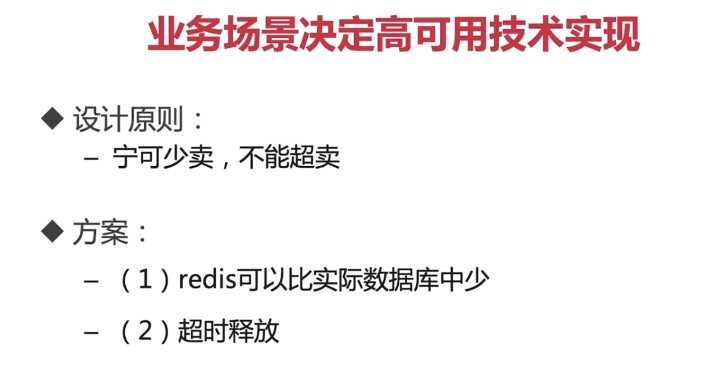 业务场景决定高可用技术实现
◆ 设计原则：
– 宁可少卖，不能超卖
◆ 方案：
– （1）redis可以比实际数据库中少
– （2）超时释放